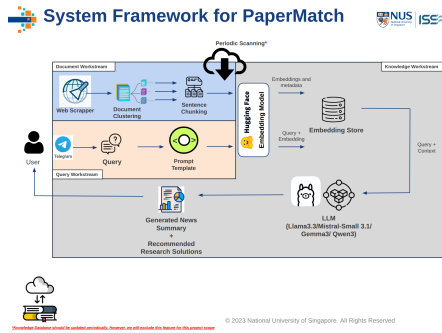 System Framework for PaperMatch
NUS
National University
of Singapore
ISS
Periodic Scanning*
Document Workstream
Knowledge Workstream
Web Scrapper
Document
Clustering
Sentence
Chunking
Hugging Face
Embedding Model
Embeddings and
metadata
Embedding Store
Query +
Embedding
Query +
Context
User
Telegram
Query
Prompt
Template
Query Workstream
Generated News
Summary
+
Recommended
Research Solutions
LLM
(Llama3.3/Mistral-Small 3.1/
Gemma3/ Qwen3)
© 2023 National University of Singapore. All Rights Reserved
*Knowledge Database should be updated periodically. However, we will exclude this feature for this project scope